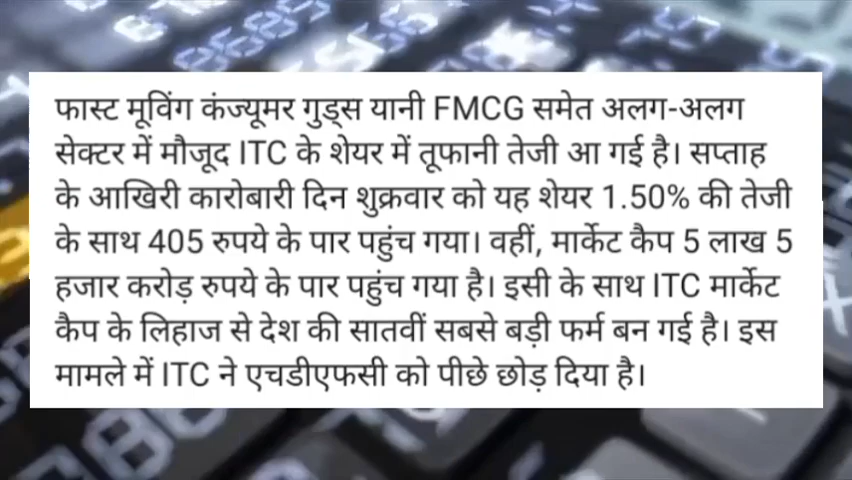 फास्ट मूविंग कंज्यूमर गुड्स यानी FMCG समेत अलग-अलग
सेक्टर में मौजूद ITC के शेयर में तूफानी तेजी आ गई है। सप्ताह
के आखिरी कारोबारी दिन शुक्रवार को यह शेयर 1.50% की तेजी
के साथ 405 रुपये के पार पहुंच गया। वहीं, मार्केट कैप 5 लाख 5
हजार करोड़ रुपये के पार पहुंच गया है। इसी के साथ ITC मार्केट
कैप के लिहाज से देश की सातवीं सबसे बड़ी फर्म बन गई है। इस
मामले में ITC ने एचडीएफसी को पीछे छोड़ दिया है।